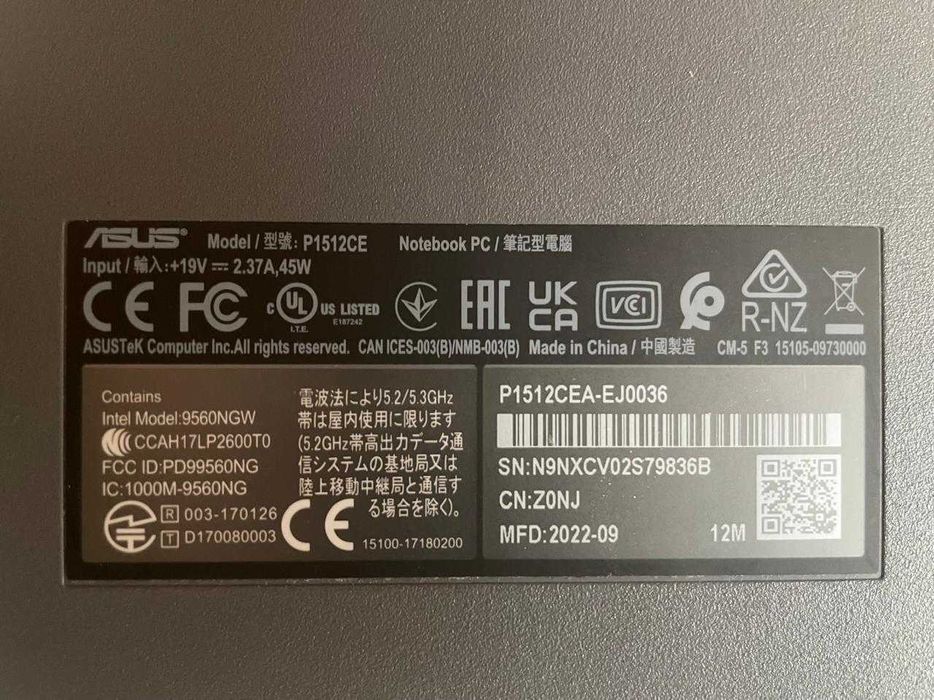 ASUS® Model / 型號: P1512CE Notebook PC / 筆記型電腦
Input / 輸入:+19V ⎓ 2.37A,45W
CE FC c UL US LISTED EAC UKCA VCCI R-NZ
I.T.E. E187242
ASUSTeK Computer Inc.All rights reserved. CAN ICES-003(B)/NMB-003(B) Made in China / 中國製造 CM-5 F3 15105-09730000
Contains
Intel Model:9560NGW
CCAH17LP2600T0
FCC ID:PD99560NG
IC:1000M-9560NG
R 003-170126
T D170080003
電波法により5.2/5.3GHz
帯は屋内使用に限ります
(5.2GHz帯高出力データ通
信システムの基地局又は
陸上移動中継局と通信す
る場合を除く)。
CE
15100-17180200
P1512CEA-EJ0036
SN:N9NXCV02S79836B
CN:Z0NJ
MFD:2022-09 12M